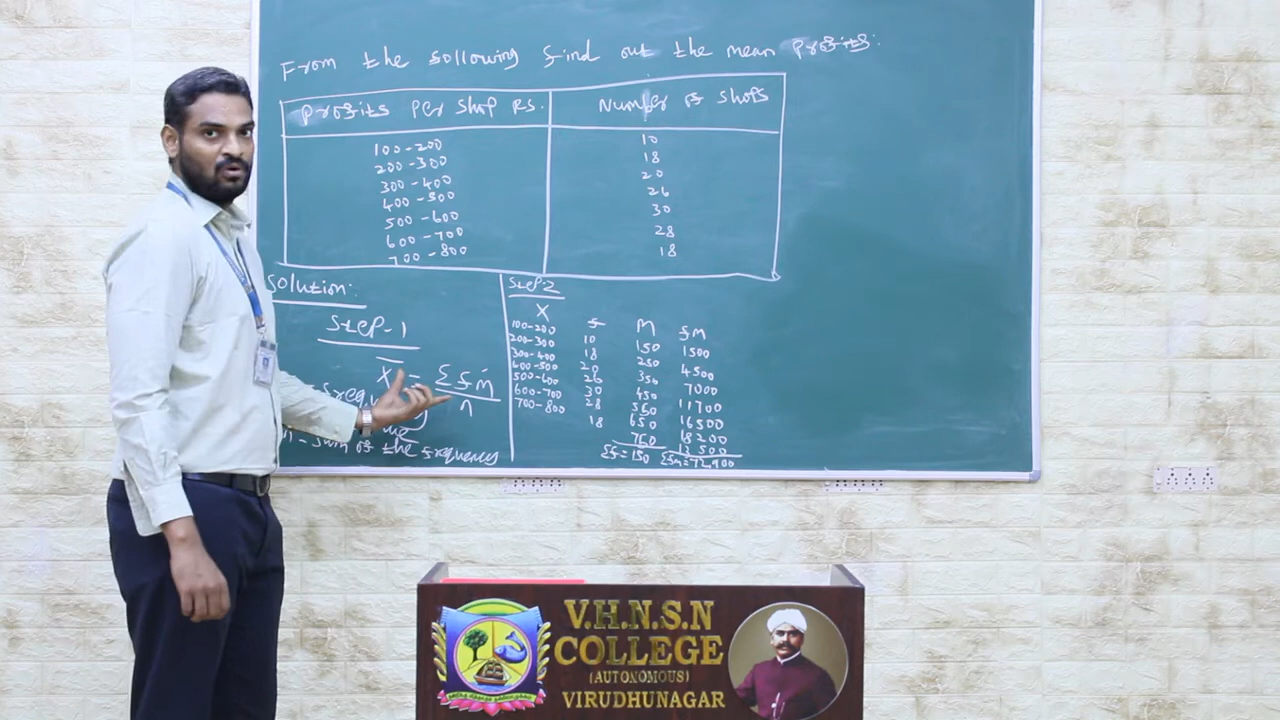 From the following find out the mean profits:
Profits Per Shop RS. Number of Shops
100-200 10
200-300 18
300-400 20
400-500 26
500-600 30
600-700 28
700-800 18
Solution:
Step-1
X̄ = Σfm
n
n - sum of the frequency
Step-2
X f M fm
100-200 10 150 1500
200-300 18 250 4500
300-400 20 350 7000
400-500 26 450 11700
500-600 30 550 16500
600-700 28 650 18200
700-800 18 750 13500
Σf=150 Σfm=72,900
V.H.N.S.N
COLLEGE
(AUTONOMOUS)
VIRUDHUNAGAR